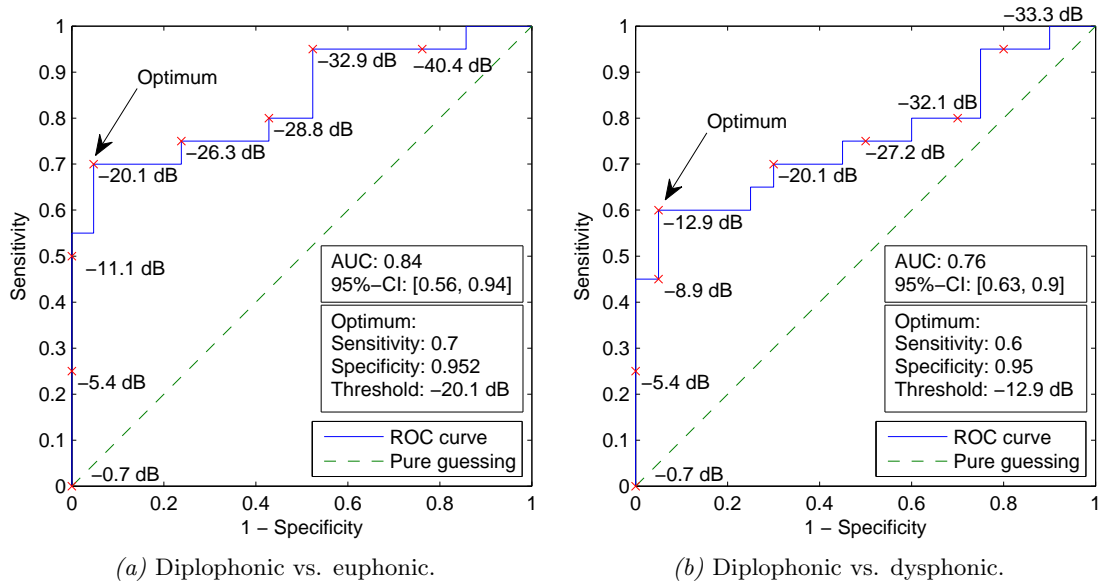 1
0.9
0.8
0.7
0.6
0.5
0.4
0.3
0.2
0.1
0
Sensitivity
Optimum
−32.9 dB
−40.4 dB
−28.8 dB
−26.3 dB
−20.1 dB
−11.1 dB
−5.4 dB
−0.7 dB
AUC: 0.84
95%−CI: [0.56, 0.94]
Optimum:
Sensitivity: 0.7
Specificity: 0.952
Threshold: −20.1 dB
ROC curve
Pure guessing
0 0.2 0.4 0.6 0.8 1
1 − Specificity
(a) Diplophonic vs. euphonic.
1
0.9
0.8
0.7
0.6
0.5
0.4
0.3
0.2
0.1
0
Sensitivity
−33.3 dB
Optimum
−32.1 dB
−27.2 dB
−20.1 dB
−12.9 dB
−8.9 dB
−5.4 dB
−0.7 dB
AUC: 0.76
95%−CI: [0.63, 0.9]
Optimum:
Sensitivity: 0.6
Specificity: 0.95
Threshold: −12.9 dB
ROC curve
Pure guessing
0 0.2 0.4 0.6 0.8 1
1 − Specificity
(b) Diplophonic vs. dysphonic.